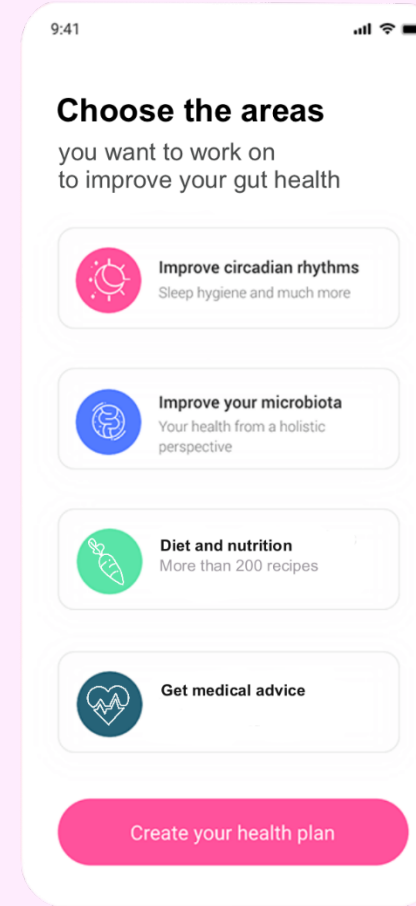 9:41
Choose the areas
you want to work on
to improve your gut health
Improve circadian rhythms
Sleep hygiene and much more
Improve your microbiota
Your health from a holistic
perspective
Diet and nutrition
More than 200 recipes
Get medical advice
Create your health plan